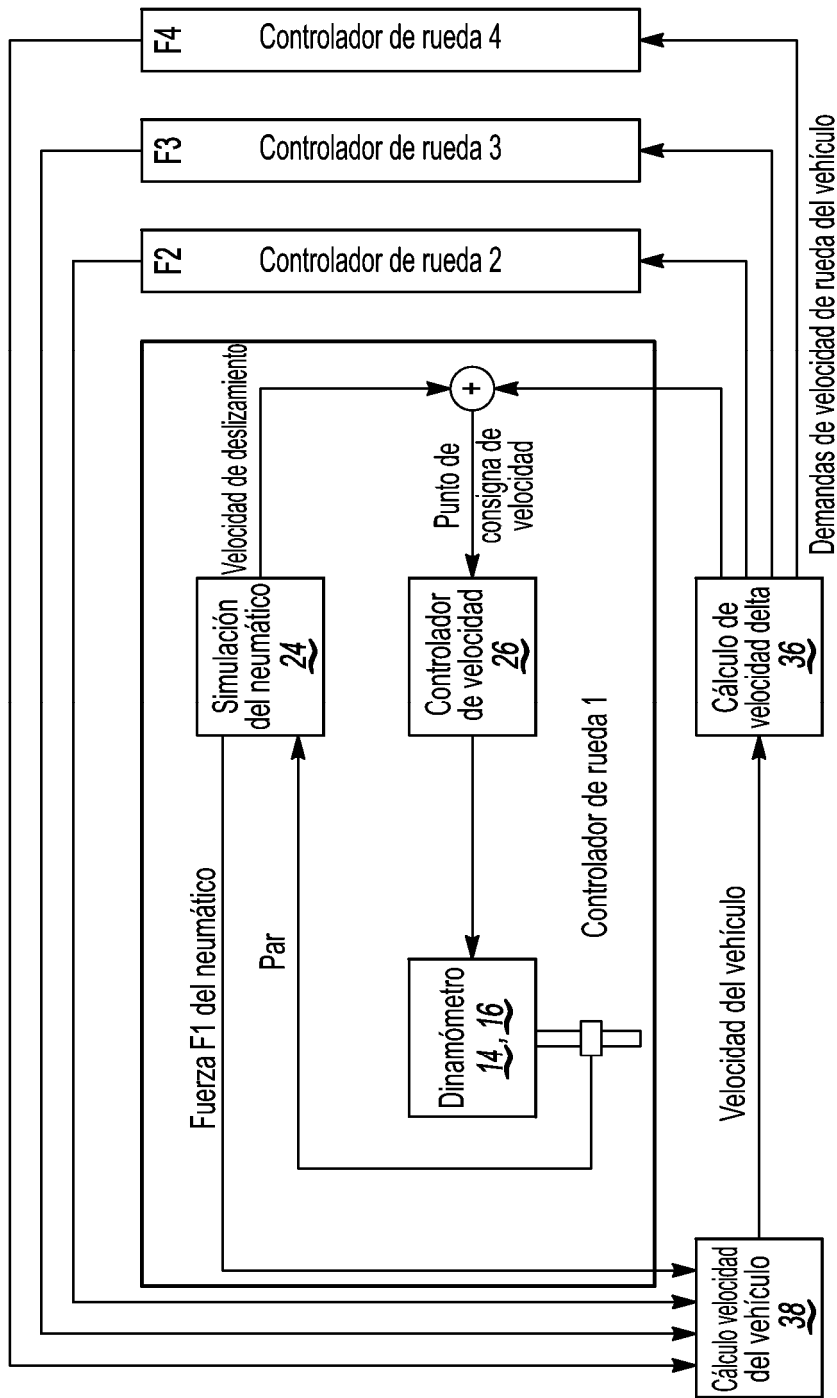 F4
Controlador de rueda 4
F3
Controlador de rueda 3
F2
Controlador de rueda 2
Velocidad de deslizamiento
Simulación
del neumático
24
Fuerza F1 del neumático
Par
+
Punto de
consigna de
velocidad
Controlador
de velocidad
26
Dinamómetro
14, 16
Controlador de rueda 1
Cálculo de
velocidad delta
36
Demandas de velocidad de rueda del vehículo
Velocidad del vehículo
Cálculo velocidad
del vehículo
38